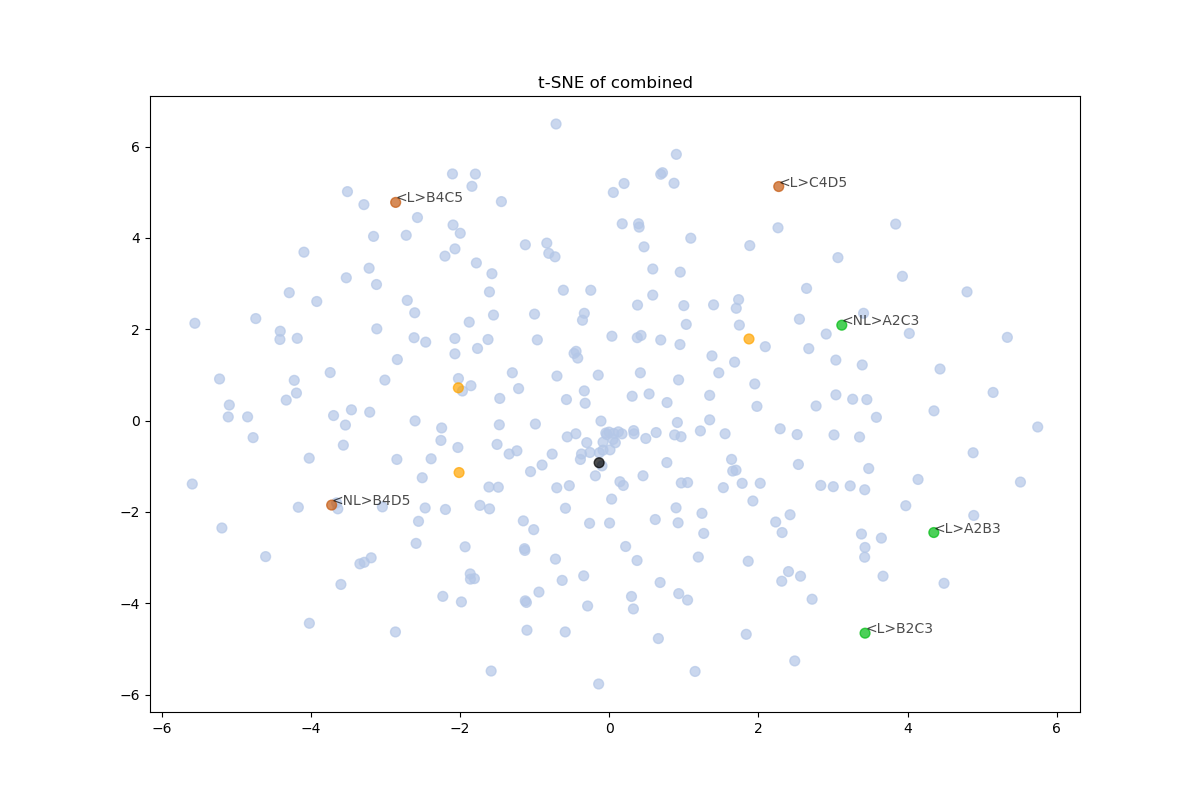 t-SNE of combined
<L>B4C5
<L>C4D5
<NL>A2C3
<NL>B4D5
<L>A2B3
<L>B2C3
6
4
2
0
−2
−4
−6
−6 −4 −2 0 2 4 6